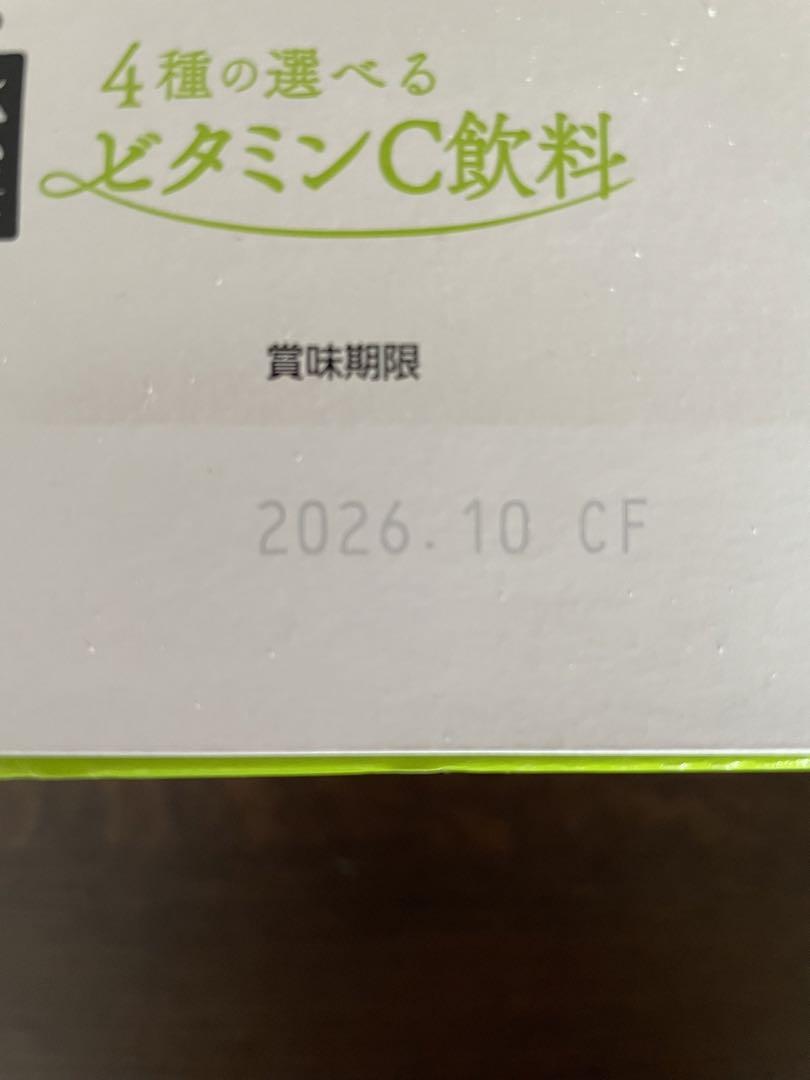 4種の選べる
ビタミンC飲料
賞味期限
2026.10 CF